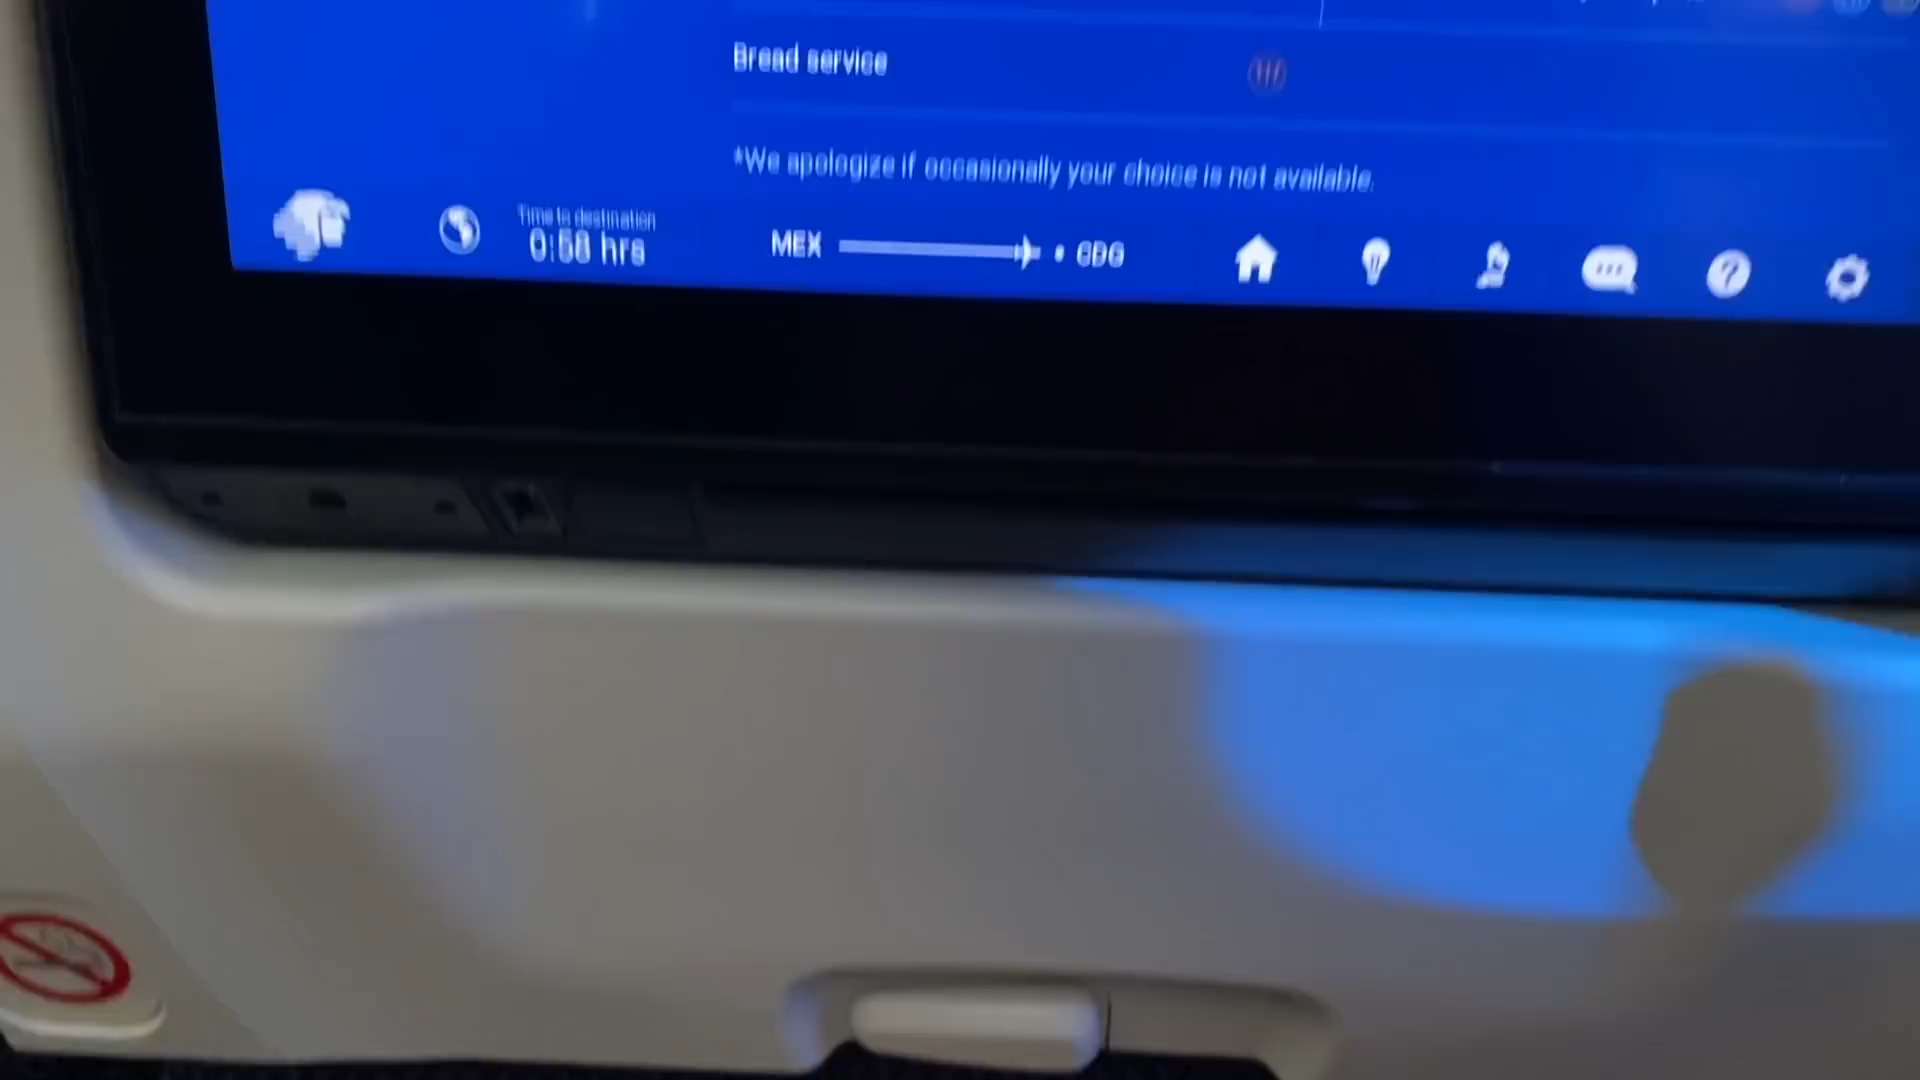 Bread service
*We apologize if occasionally your choice is not available.
Time to destination
0:58 hrs
MEX
CDG